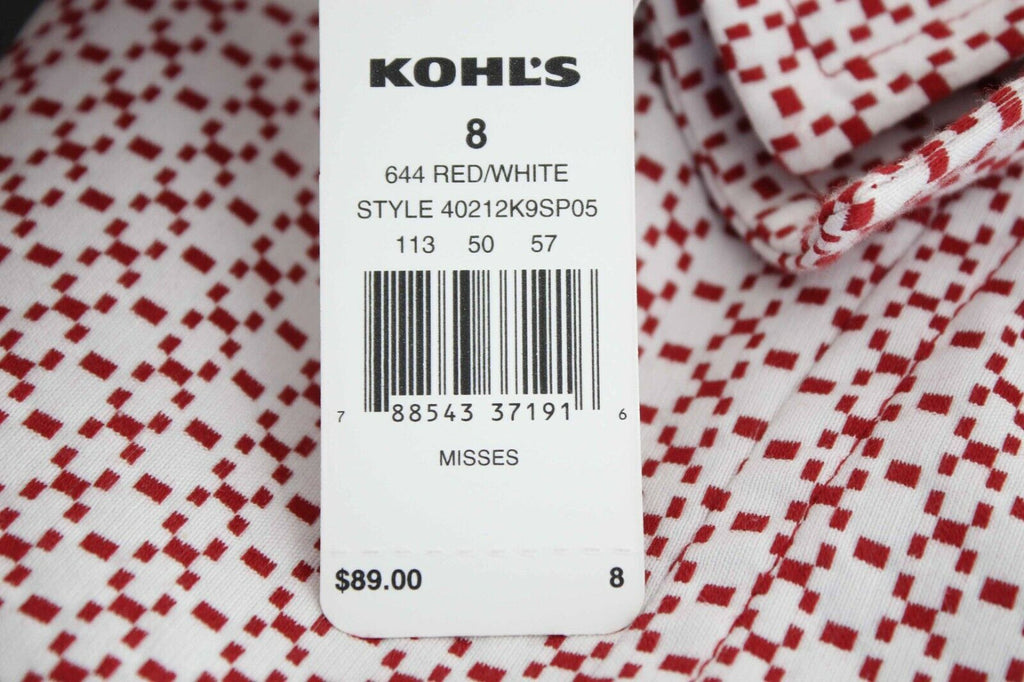 KOHL'S
8
644 RED/WHITE
STYLE 40212K9SP05
113 50 57
7 88543 37191 6
MISSES
$89.00 8